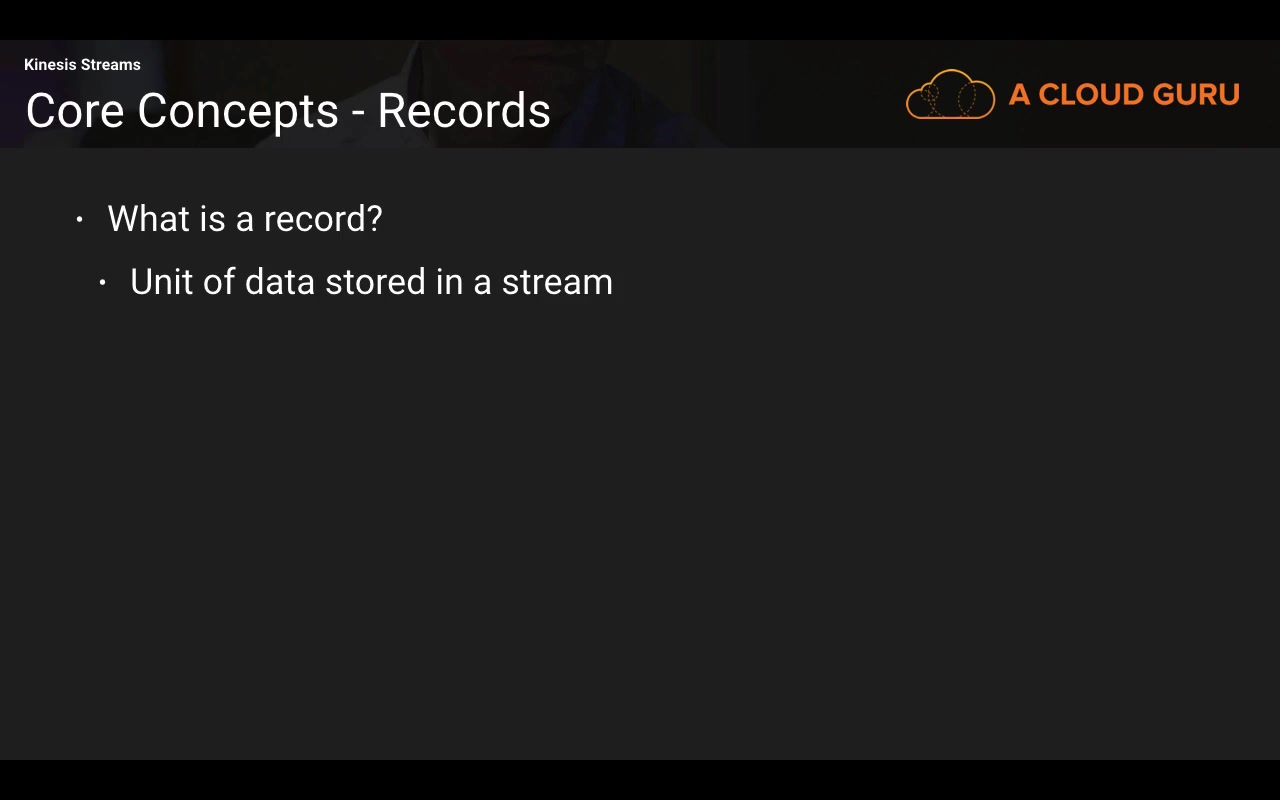 Kinesis Streams
Core Concepts - Records
A CLOUD GURU
• What is a record?
• Unit of data stored in a stream